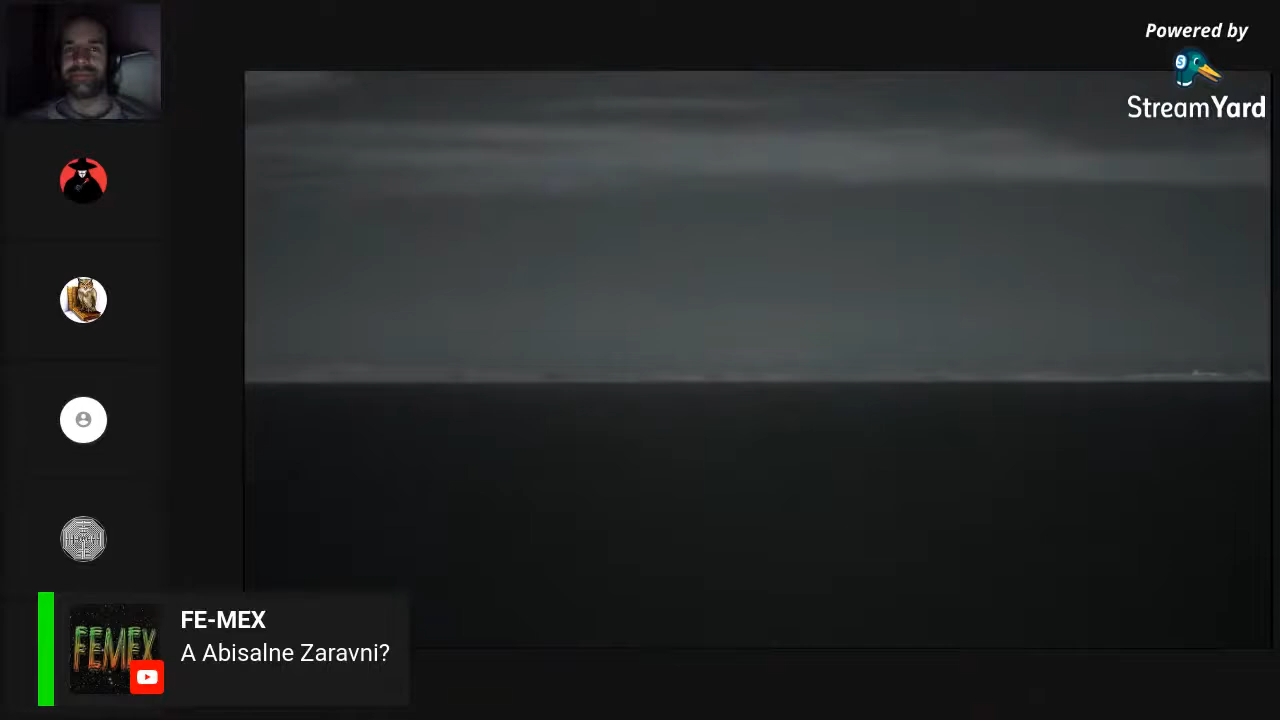 Powered by
StreamYard
FEMEX
FE-MEX
A Abisalne Zaravni?